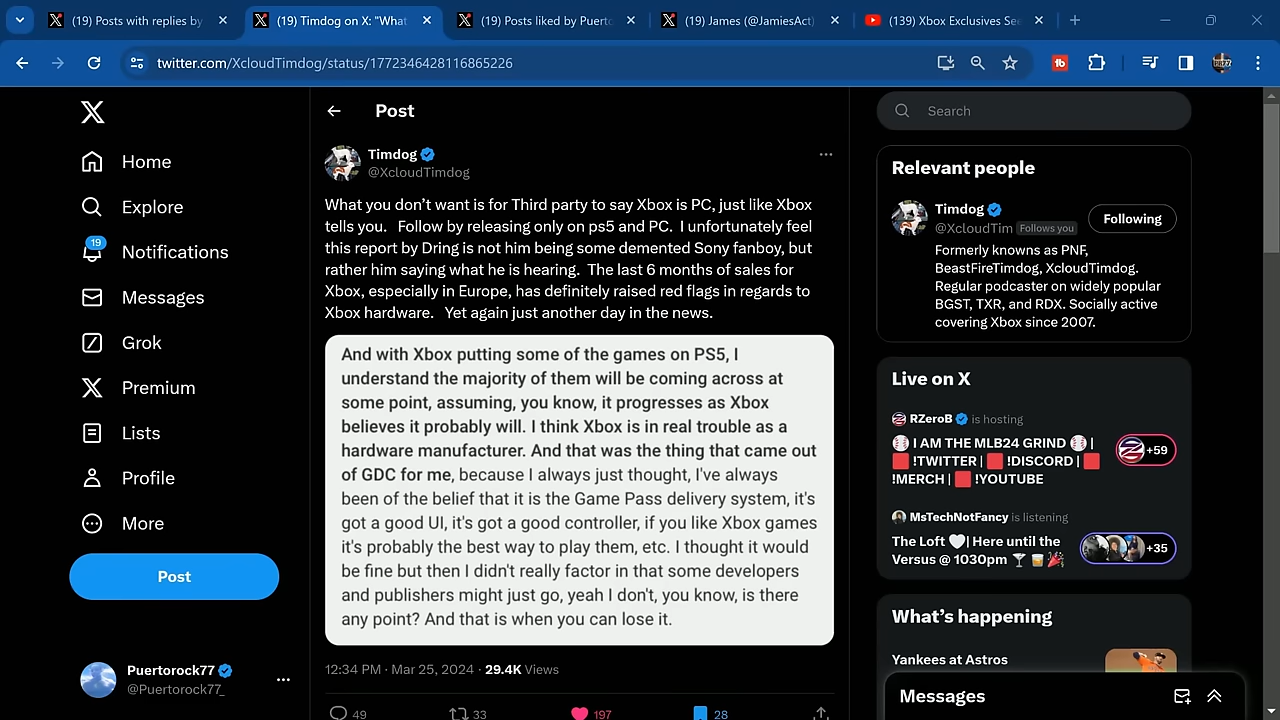 (19) Posts with replies by
(19) Timdog on X: "What
(19) Posts liked by Puerto
(19) James (@JamiesAct)
(139) Xbox Exclusives See
twitter.com/XcloudTimdog/status/1772346428116865226
Home
Explore
19
Notifications
Messages
Grok
Premium
Lists
Profile
More
Post
Puertorock77
@Puertorock77_
Post
Timdog
@XcloudTimdog
What you don't want is for Third party to say Xbox is PC, just like Xbox
tells you. Follow by releasing only on ps5 and PC. I unfortunately feel
this report by Dring is not him being some demented Sony fanboy, but
rather him saying what he is hearing. The last 6 months of sales for
Xbox, especially in Europe, has definitely raised red flags in regards to
Xbox hardware. Yet again just another day in the news.
And with Xbox putting some of the games on PS5, I
understand the majority of them will be coming across at
some point, assuming, you know, it progresses as Xbox
believes it probably will. I think Xbox is in real trouble as a
hardware manufacturer. And that was the thing that came out
of GDC for me, because I always just thought, I've always
been of the belief that it is the Game Pass delivery system, it's
got a good UI, it's got a good controller, if you like Xbox games
it's probably the best way to play them, etc. I thought it would
be fine but then I didn't really factor in that some developers
and publishers might just go, yeah I don't, you know, is there
any point? And that is when you can lose it.
12:34 PM · Mar 25, 2024 · 29.4K Views
49
33
197
28
Search
Relevant people
Timdog
@XcloudTim Follows you
Following
Formerly known as PNF,
BeastFireTimdog, XcloudTimdog.
Regular podcaster on widely popular
BGST, TXR, and RDX. Socially active
covering Xbox since 2007.
Live on X
RZeroB is hosting
⚾ I AM THE MLB24 GRIND ⚾ |
🟥 !TWITTER | 🟥 !DISCORD | 🟥
!MERCH | 🟥 !YOUTUBE
+59
MsTechNotFancy is listening
The Loft 🤍| Here until the
Versus @ 1030pm 🍸🥃🎉
+35
What's happening
Yankees at Astros
Messages